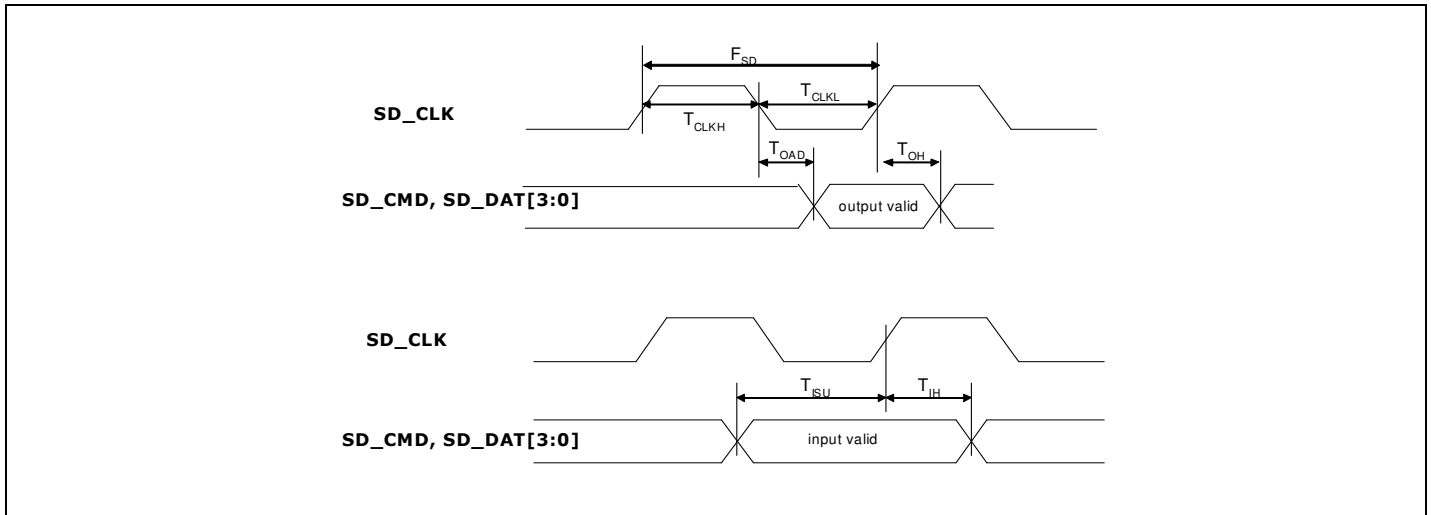 F_SD
SD_CLK
T_CLKL
T_CLKH
T_OAD
T_OH
SD_CMD, SD_DAT[3:0]
output valid
SD_CLK
T_ISU
T_IH
SD_CMD, SD_DAT[3:0]
input valid